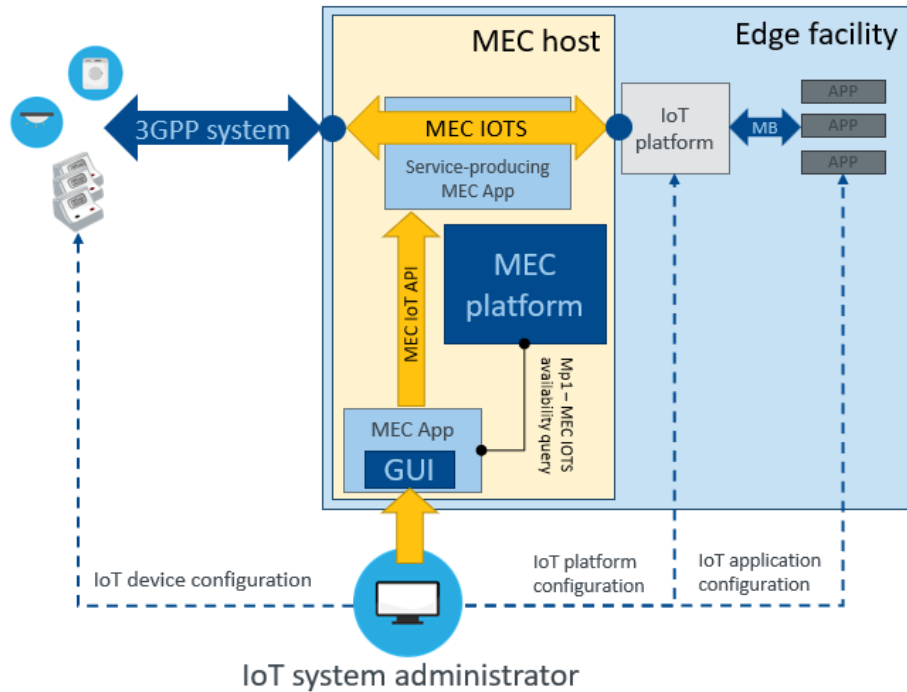 MEC host
Edge facility
3GPP system
MEC IOTS
IoT
platform
MB
APP
APP
APP
Service-producing
MEC App
MEC IoT API
MEC
platform
Mp1 – MEC IOTS
availability query
MEC App
GUI
IoT device configuration
IoT platform
configuration
IoT application
configuration
IoT system administrator